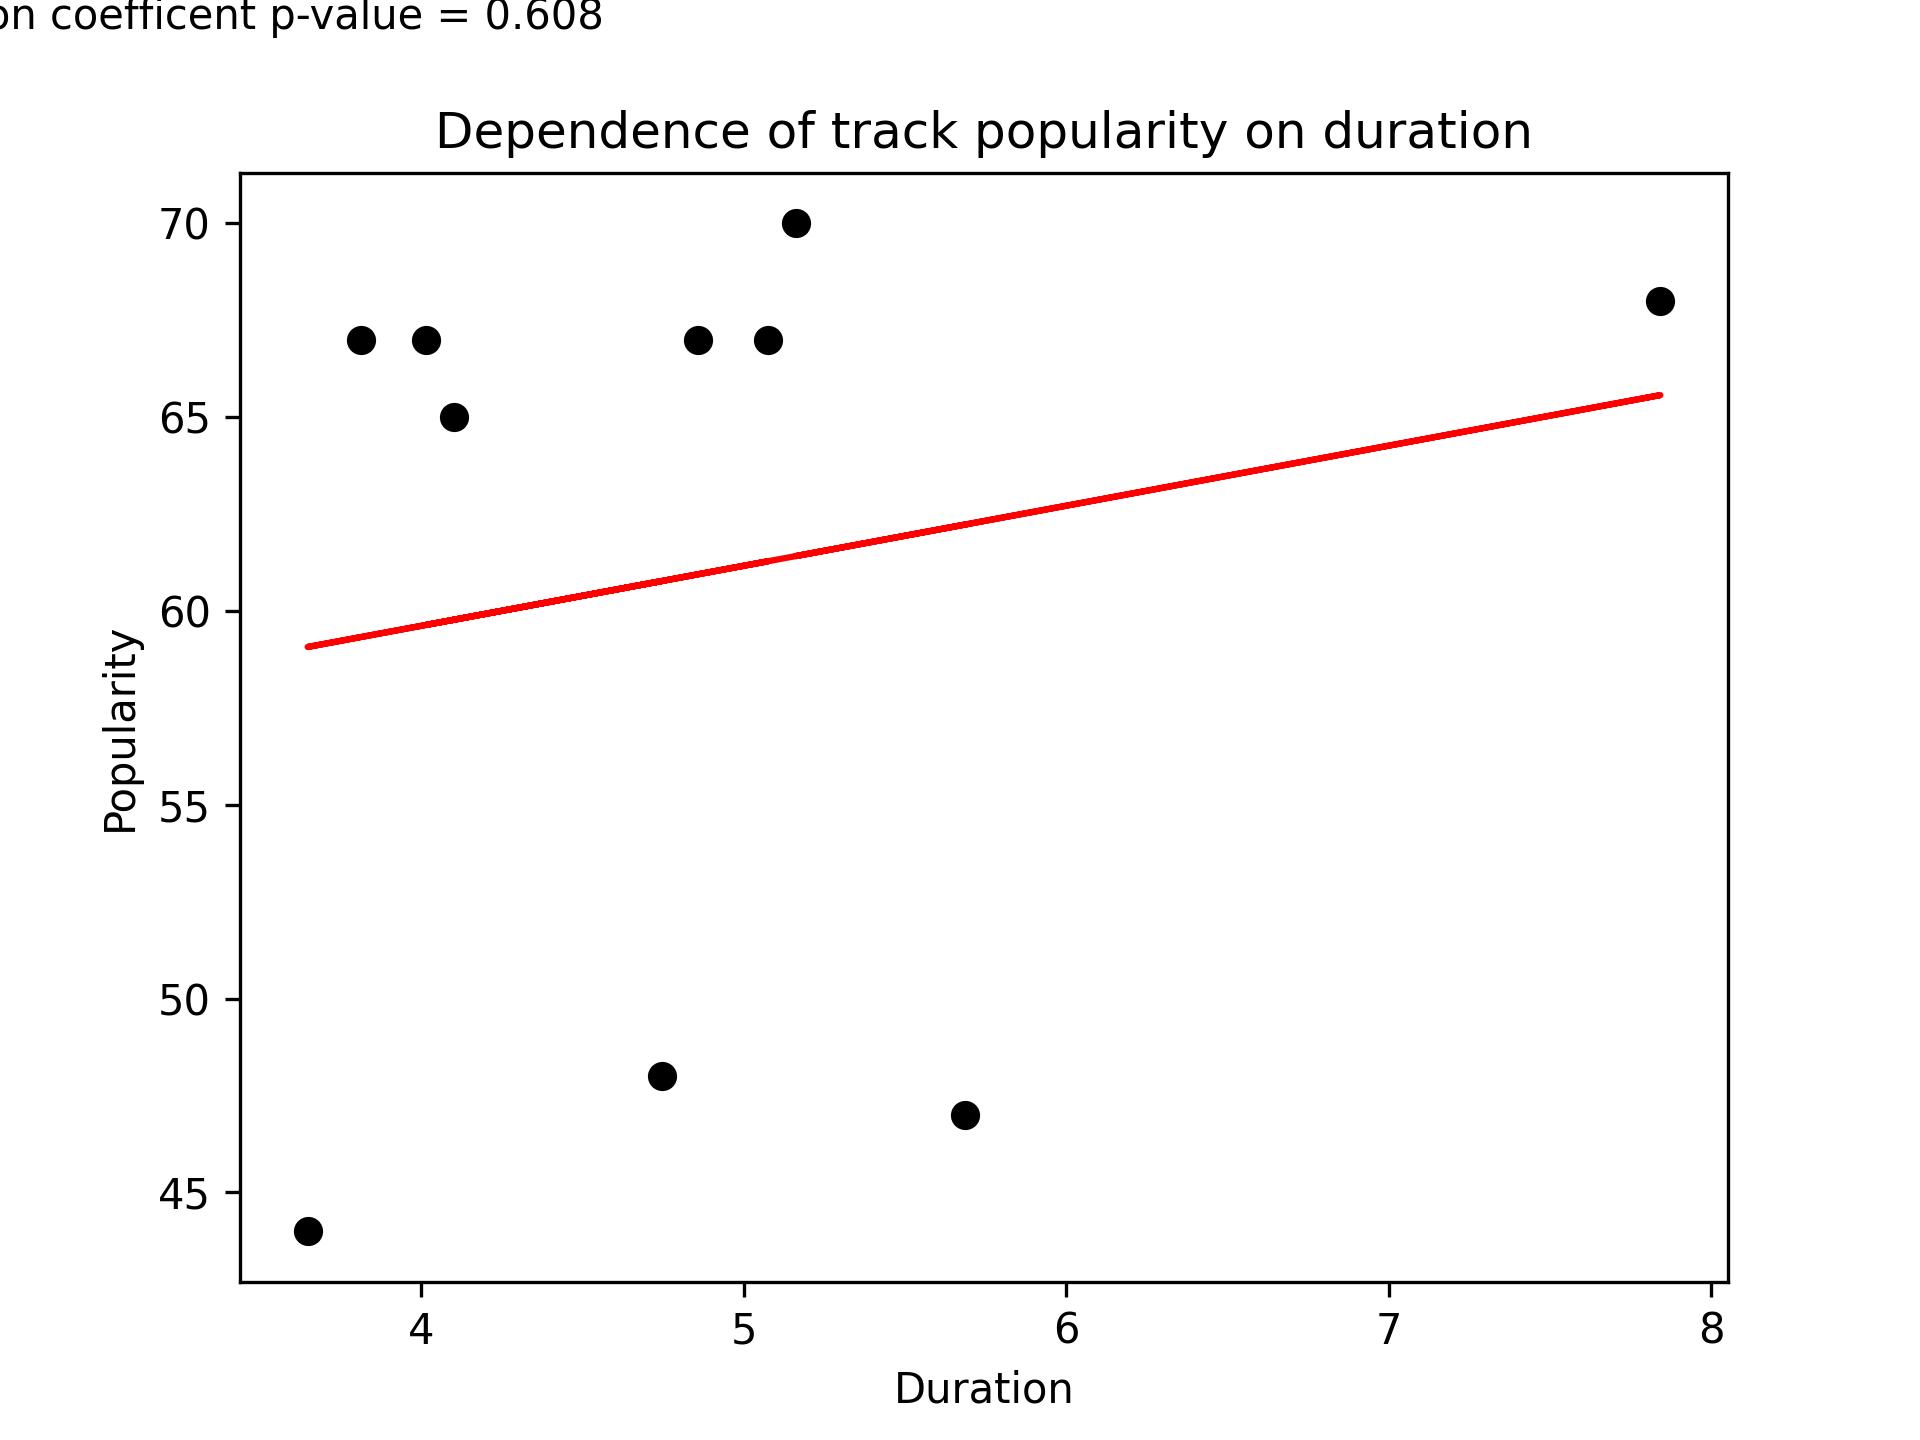 coefficent p-value = 0.608
Dependence of track popularity on duration
70
65
60
55
50
45
Popularity
4 5 6 7 8
Duration